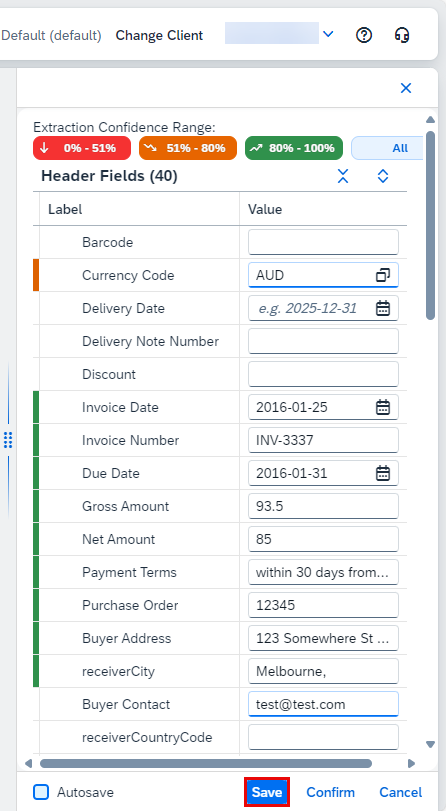 Default (default) Change Client
Extraction Confidence Range:
0% - 51% 51% - 80% 80% - 100% All
Header Fields (40)
Label Value
Barcode
Currency Code AUD
Delivery Date e.g. 2025-12-31
Delivery Note Number
Discount
Invoice Date 2016-01-25
Invoice Number INV-3337
Due Date 2016-01-31
Gross Amount 93.5
Net Amount 85
Payment Terms within 30 days from...
Purchase Order 12345
Buyer Address 123 Somewhere St ...
receiverCity Melbourne,
Buyer Contact test@test.com
receiverCountryCode
Autosave Save Confirm Cancel